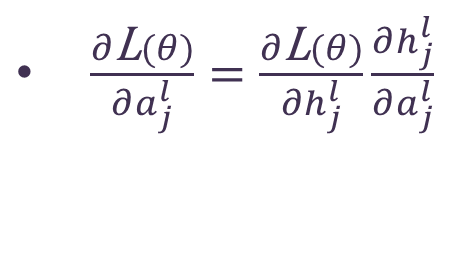 • ∂L(θ)/∂a_j^l = ∂L(θ)/∂h_j^l ∂h_j^l/∂a_j^l